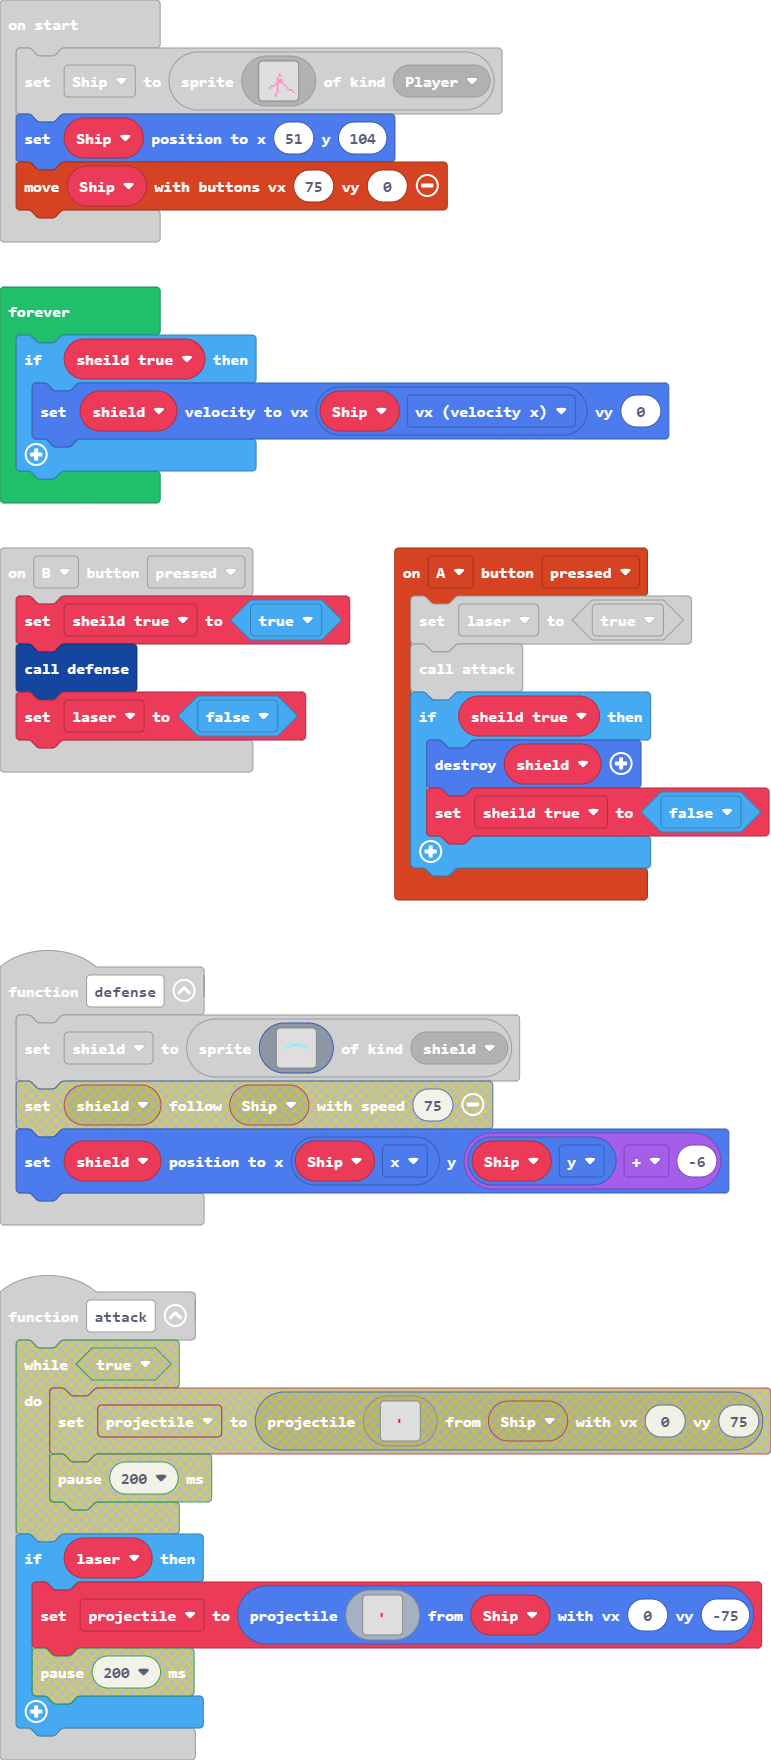 on start
set Ship to sprite of kind Player
set Ship position to x 51 y 104
move Ship with buttons vx 75 vy 0
forever
if sheild true then
set shield velocity to vx Ship vx (velocity x) vy 0
on B button pressed
set sheild true to true
call defense
set laser to false
on A button pressed
set laser to true
call attack
if sheild true then
destroy shield
set sheild true to false
function defense
set shield to sprite of kind shield
set shield follow Ship with speed 75
set shield position to x Ship x y Ship y + -6
function attack
while true
do
set projectile to projectile from Ship with vx 0 vy 75
pause 200 ms
if laser then
set projectile to projectile from Ship with vx 0 vy -75
pause 200 ms